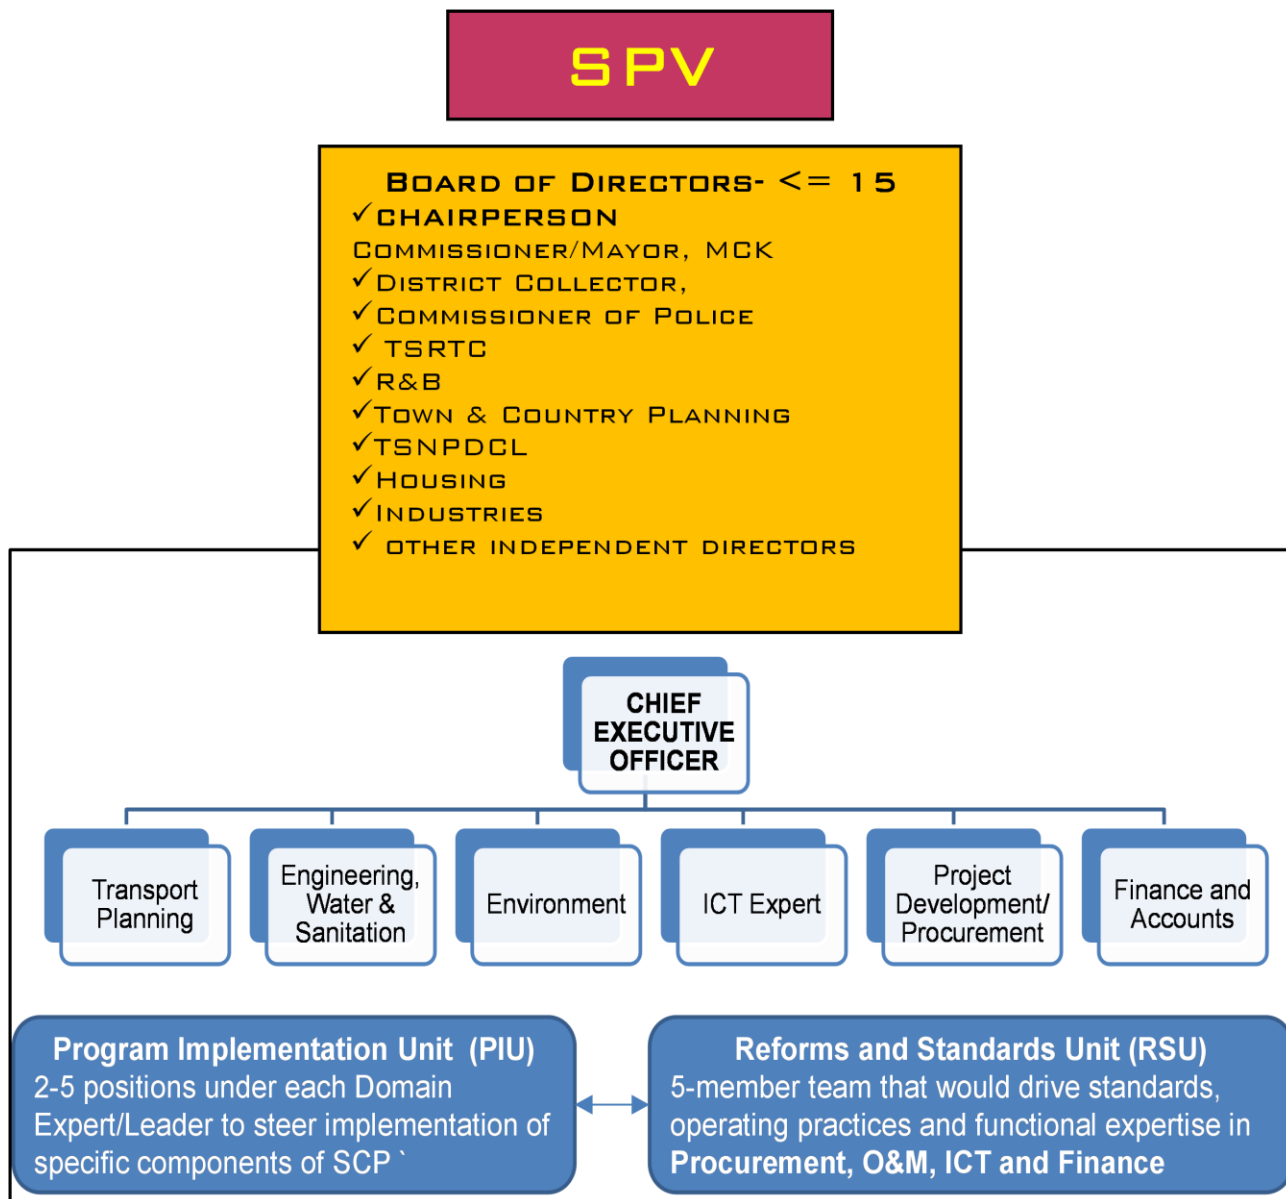 SPV
BOARD OF DIRECTORS- <= 15
✓CHAIRPERSON
COMMISSIONER/MAYOR, MCK
✓DISTRICT COLLECTOR,
✓COMMISSIONER OF POLICE
✓ TSRTC
✓R&B
✓TOWN & COUNTRY PLANNING
✓TSNPDCL
✓HOUSING
✓INDUSTRIES
✓ OTHER INDEPENDENT DIRECTORS
CHIEF
EXECUTIVE
OFFICER
Transport
Planning
Engineering,
Water &
Sanitation
Environment
ICT Expert
Project
Development/
Procurement
Finance and
Accounts
Program Implementation Unit (PIU)
2-5 positions under each Domain
Expert/Leader to steer implementation of
specific components of SCP `
Reforms and Standards Unit (RSU)
5-member team that would drive standards,
operating practices and functional expertise in
Procurement, O&M, ICT and Finance